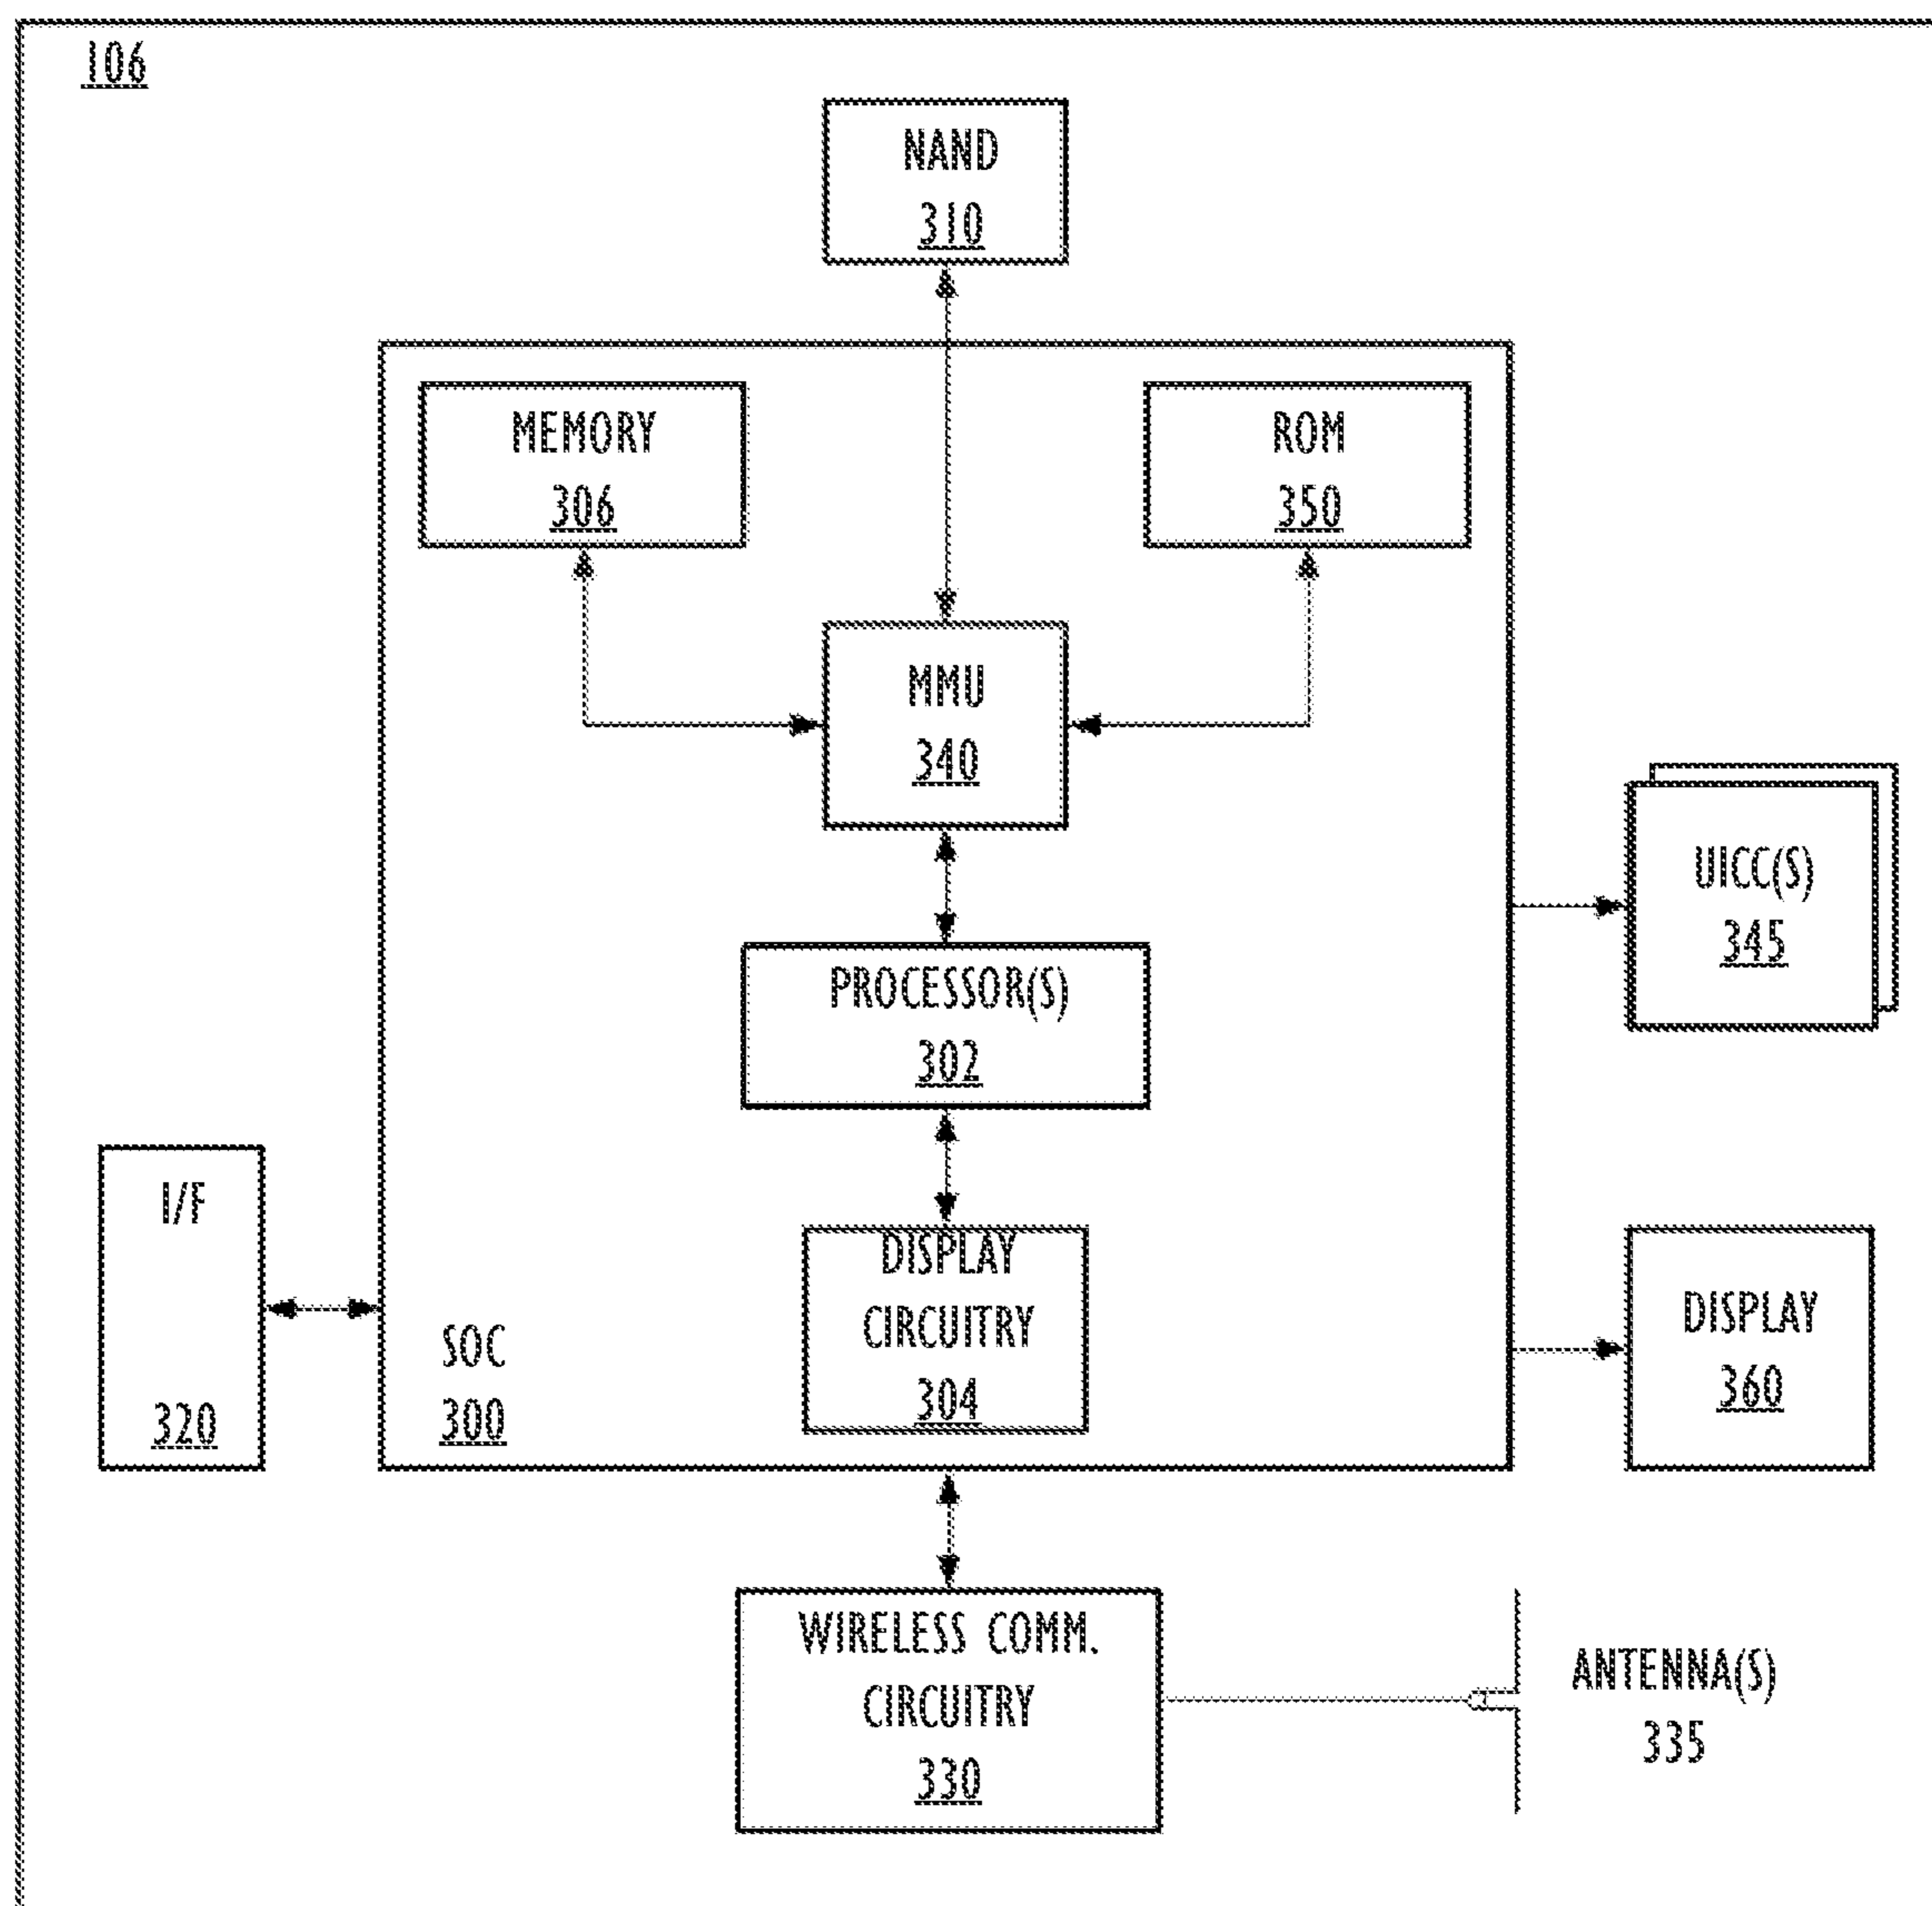 106
NAND
310
MEMORY
306
ROM
350
MMU
340
UICC(S)
345
PROCESSOR(S)
302
I/F
320
SOC
300
DISPLAY
CIRCUITRY
304
DISPLAY
360
WIRELESS COMM.
CIRCUITRY
330
ANTENNA(S)
335